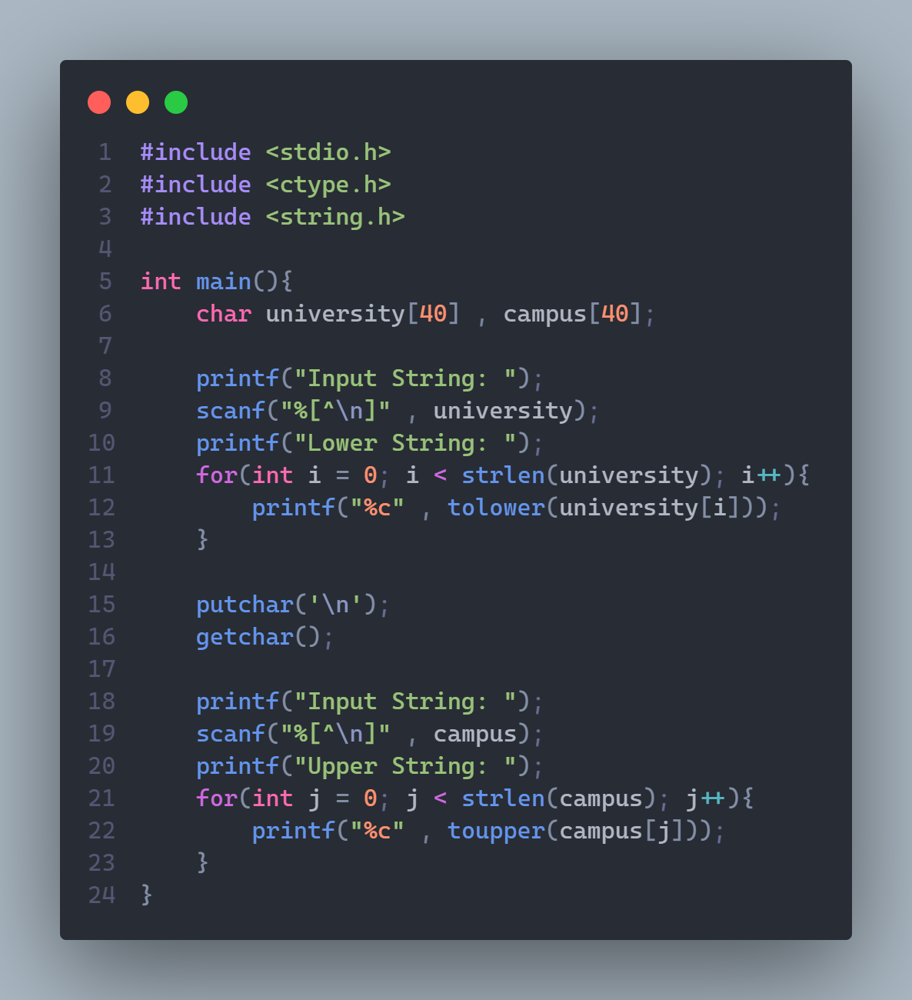 1 #include <stdio.h>
2 #include <ctype.h>
3 #include <string.h>
4
5 int main(){
6     char university[40] , campus[40];
7
8     printf("Input String: ");
9     scanf("%[^\n]" , university);
10     printf("Lower String: ");
11     for(int i = 0; i < strlen(university); i++){
12         printf("%c" , tolower(university[i]));
13     }
14
15     putchar('\n');
16     getchar();
17
18     printf("Input String: ");
19     scanf("%[^\n]" , campus);
20     printf("Upper String: ");
21     for(int j = 0; j < strlen(campus); j++){
22         printf("%c" , toupper(campus[j]));
23     }
24 }